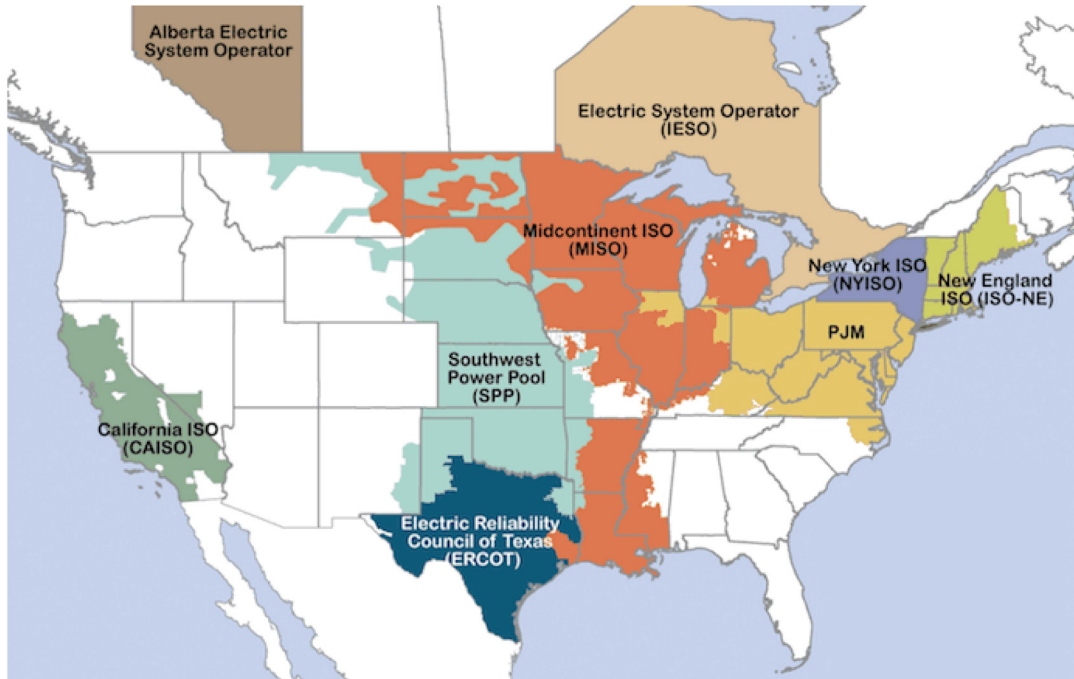 Alberta Electric
System Operator
Electric System Operator
(IESO)
Midcontinent ISO
(MISO)
New York ISO
(NYISO)
New England
ISO (ISO-NE)
PJM
Southwest
Power Pool
(SPP)
California ISO
(CAISO)
Electric Reliability
Council of Texas
(ERCOT)